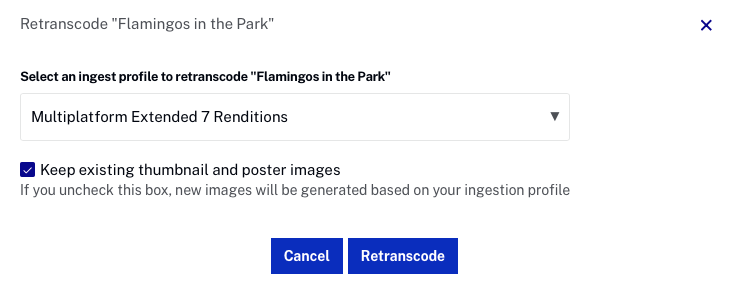 Retranscode "Flamingos in the Park"
Select an ingest profile to retranscode "Flamingos in the Park"
Multiplatform Extended 7 Renditions
Keep existing thumbnail and poster images
If you uncheck this box, new images will be generated based on your ingestion profile
Cancel Retranscode